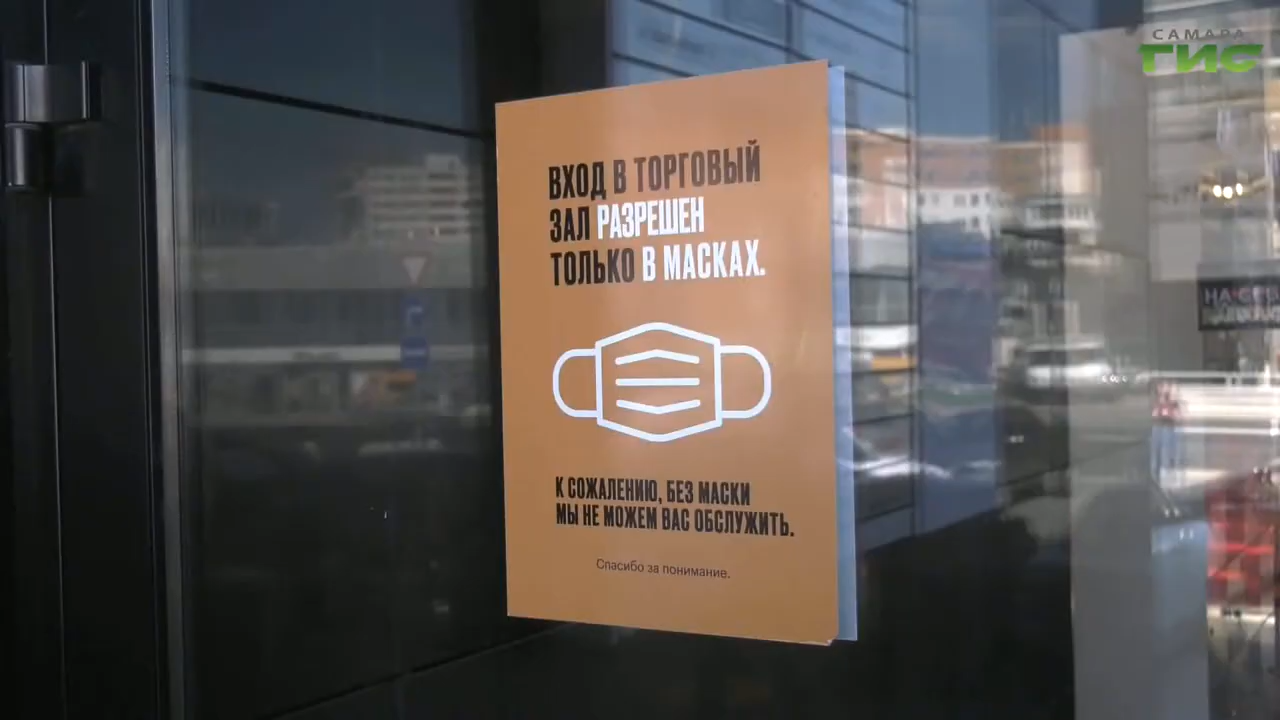 САМАРА
ГИС
ВХОД В ТОРГОВЫЙ
ЗАЛ РАЗРЕШЕН
ТОЛЬКО В МАСКАХ.
К СОЖАЛЕНИЮ, БЕЗ МАСКИ
МЫ НЕ МОЖЕМ ВАС ОБСЛУЖИТЬ.
Спасибо за понимание.